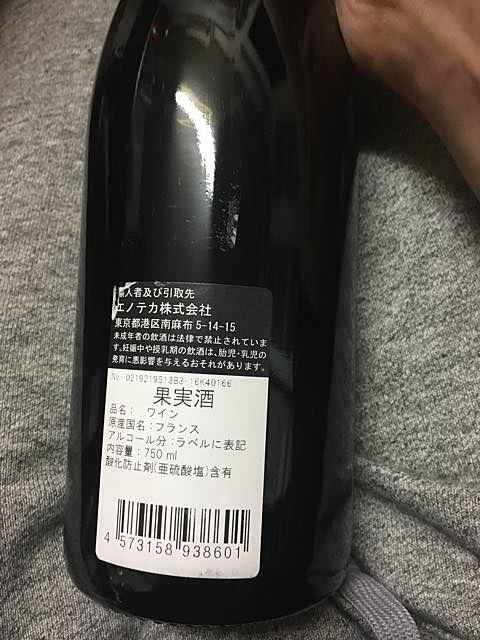 輸入者及び引取先
エノテカ株式会社
東京都港区南麻布 5-14-15
未成年者の飲酒は法律で禁止されていま
す。妊娠中や授乳期の飲酒は、胎児・乳児の
発育に悪影響を与えるおそれがあります。
No. 0219219513B3-16K40166
果実酒
品名： ワイン
原産国名：フランス
アルコール分：ラベルに表記
内容量：750 ml
酸化防止剤(亜硫酸塩)含有
4 573158 938601